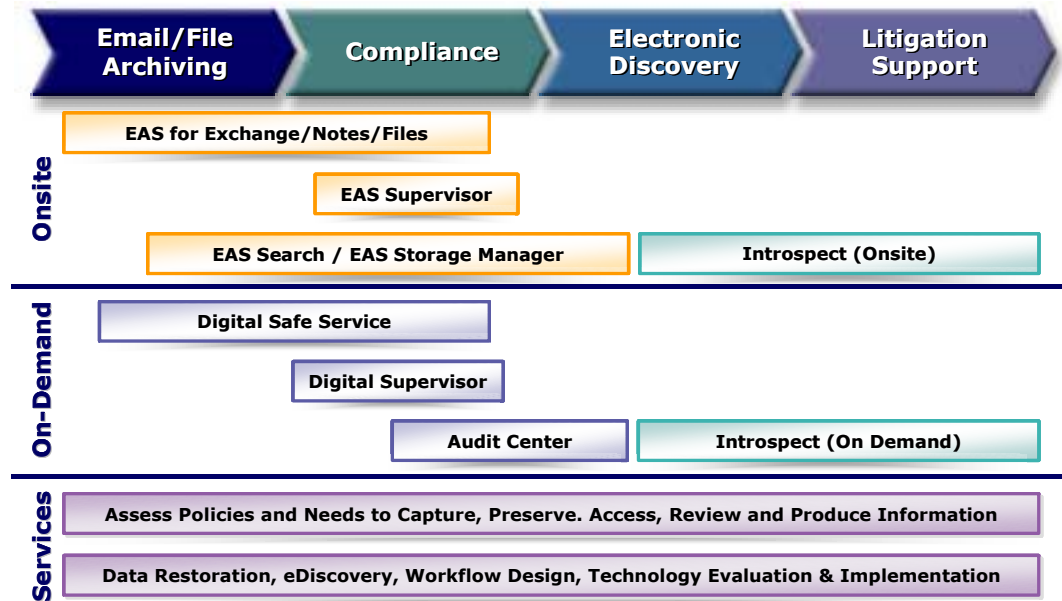 Email/File
Archiving
Compliance
Electronic
Discovery
Litigation
Support
Onsite
EAS for Exchange/Notes/Files
EAS Supervisor
EAS Search / EAS Storage Manager
Introspect (Onsite)
On-Demand
Digital Safe Service
Digital Supervisor
Audit Center
Introspect (On Demand)
Services
Assess Policies and Needs to Capture, Preserve. Access, Review and Produce Information
Data Restoration, eDiscovery, Workflow Design, Technology Evaluation & Implementation